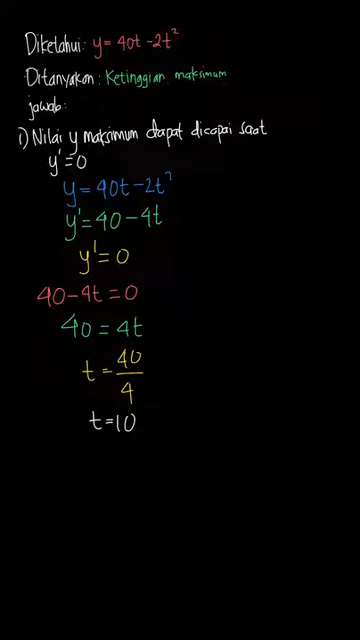 Diketahui: y = 40t - 2t²
Ditanyakan: Ketinggian maksimum
jawab:
1) Nilai y maksimum dapat dicapai saat
y' = 0
y = 40t - 2t²
y' = 40 - 4t
y' = 0
40 - 4t = 0
40 = 4t
t = 40/4
t = 10